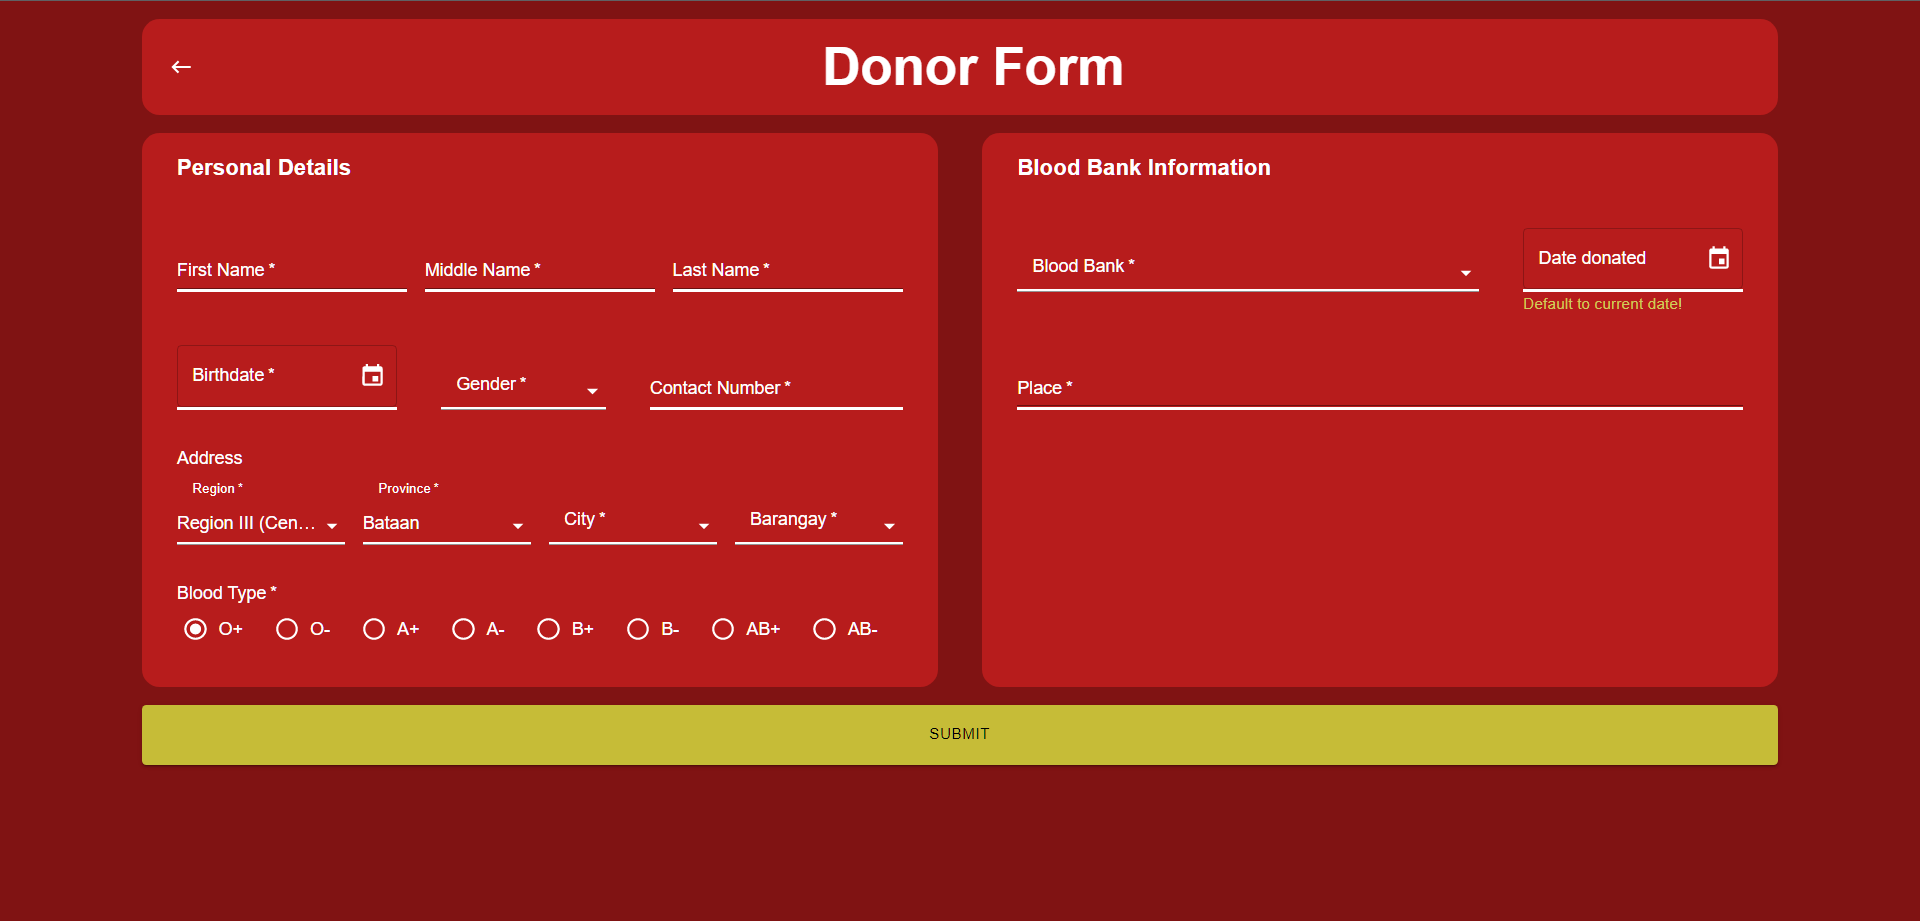 Donor Form
Personal Details
First Name * Middle Name * Last Name *
Birthdate * Gender * Contact Number *
Address
Region * Province *
Region III (Cen... Bataan City * Barangay *
Blood Type *
O+ O- A+ A- B+ B- AB+ AB-
Blood Bank Information
Blood Bank * Date donated
Default to current date!
Place *
SUBMIT